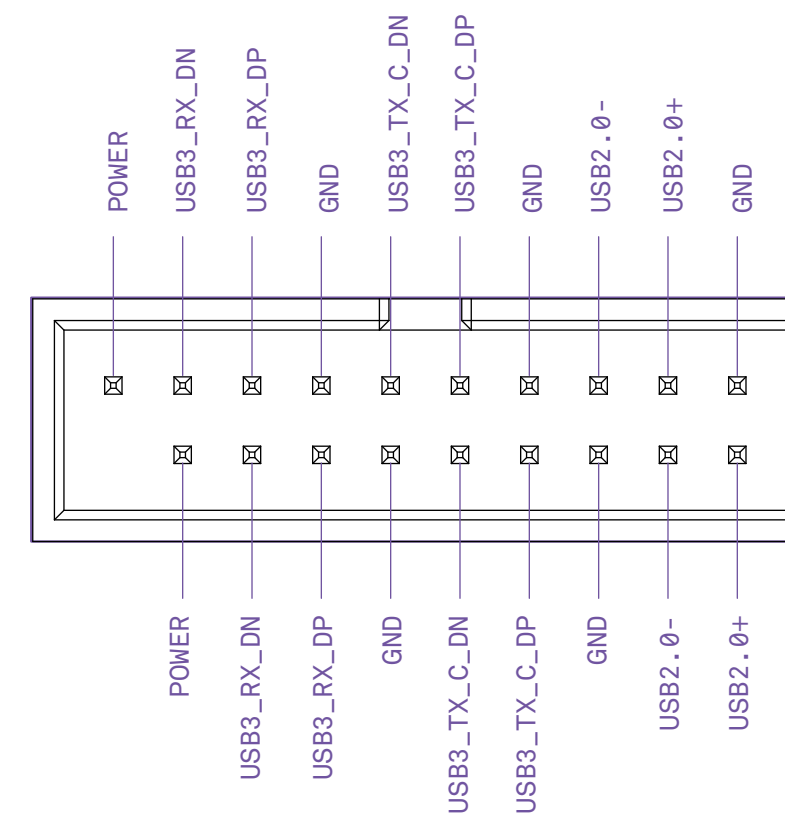 POWER
USB3_RX_DN
USB3_RX_DP
GND
USB3_TX_C_DN
USB3_TX_C_DP
GND
USB2.0-
USB2.0+
GND
POWER
USB3_RX_DN
USB3_RX_DP
GND
USB3_TX_C_DN
USB3_TX_C_DP
GND
USB2.0-
USB2.0+